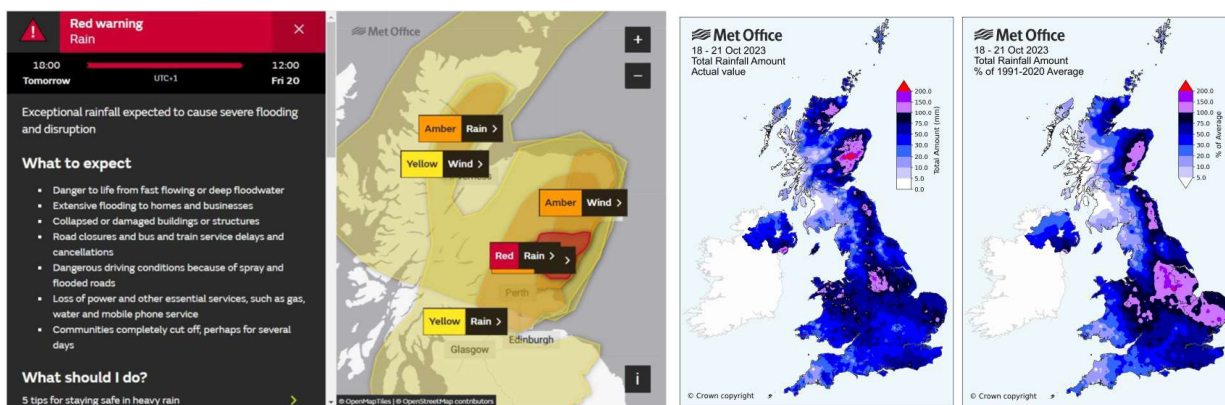 Red warning
Rain
18:00
12:00
Tomorrow
UTC+1
Fri 20
Exceptional rainfall expected to cause severe flooding
and disruption
What to expect
Danger to life from fast flowing or deep floodwater
Extensive flooding to homes and businesses
Collapsed or damaged buildings or structures
Road closures and bus and train service delays and
cancellations
Dangerous driving conditions because of spray and
flooded roads
Loss of power and other essential services, such as gas,
water and mobile phone service
Communities completely cut off, perhaps for several
days
What should I do?
5 tips for staying safe in heavy rain
Met Office
Amber Rain
Yellow Wind
Amber Wind
Red Rain
Perth
Yellow Rain
Edinburgh
Glasgow
© OpenMapTiles | © OpenStreetMap contributors
Met Office
18 - 21 Oct 2023
Total Rainfall Amount
Actual value
200.0
150.0
100.0
75.0
50.0
30.0
20.0
10.0
5.0
0.0
Total Amount (mm)
© Crown copyright
Met Office
18 - 21 Oct 2023
Total Rainfall Amount
% of 1991-2020 Average
200.0
150.0
100.0
75.0
50.0
30.0
20.0
10.0
5.0
% of Average
© Crown copyright